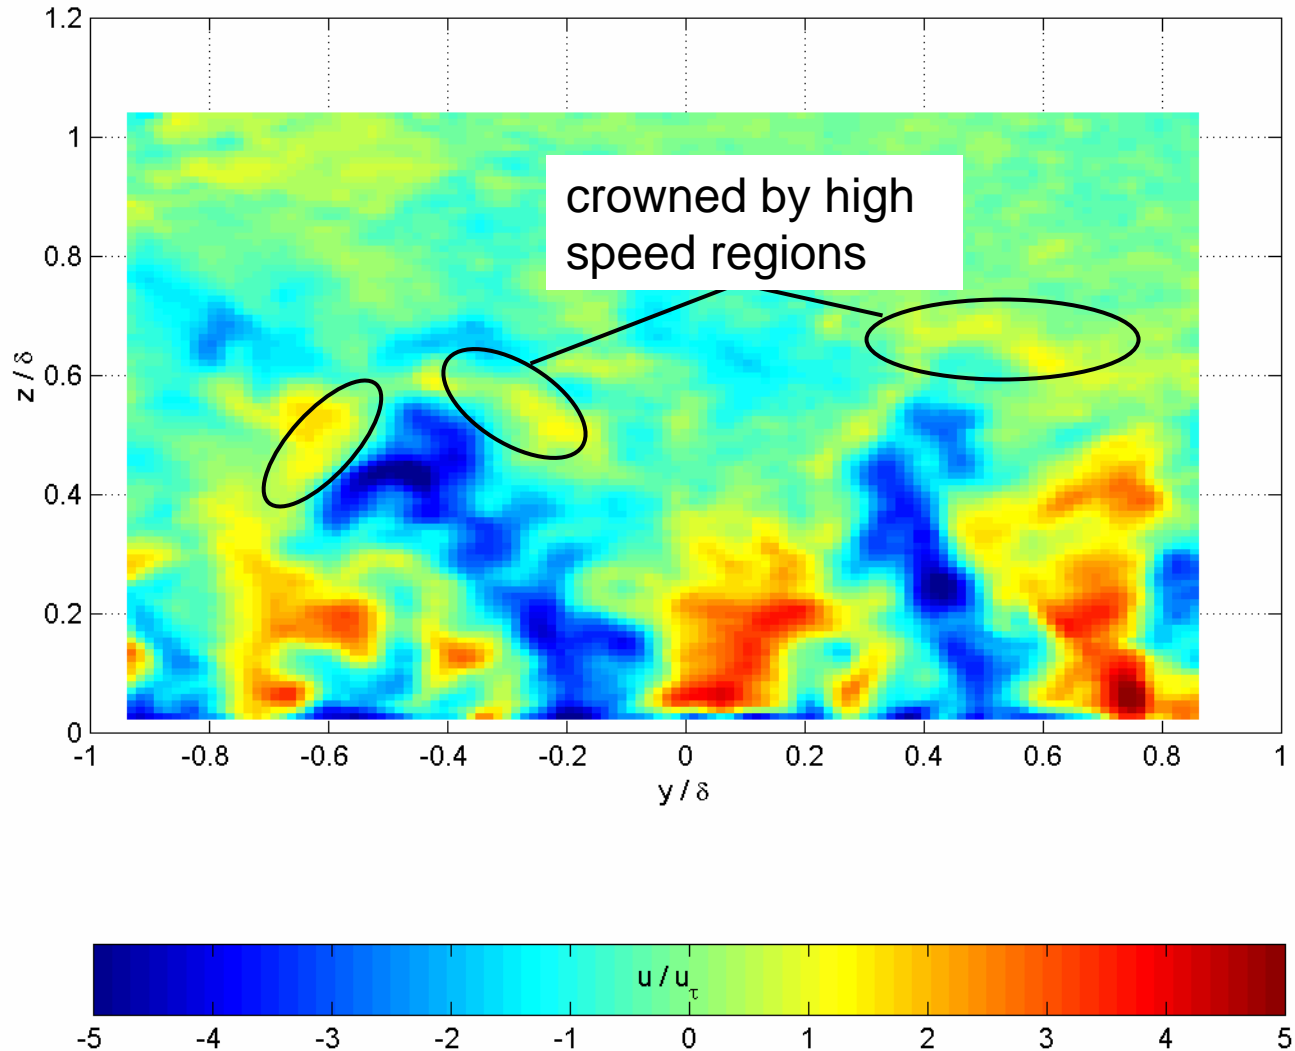 1.2
1
0.8
0.6
0.4
0.2
0
z / δ
crowned by high
speed regions
-1 -0.8 -0.6 -0.4 -0.2 0 0.2 0.4 0.6 0.8 1
y / δ
u / u_τ
-5 -4 -3 -2 -1 0 1 2 3 4 5